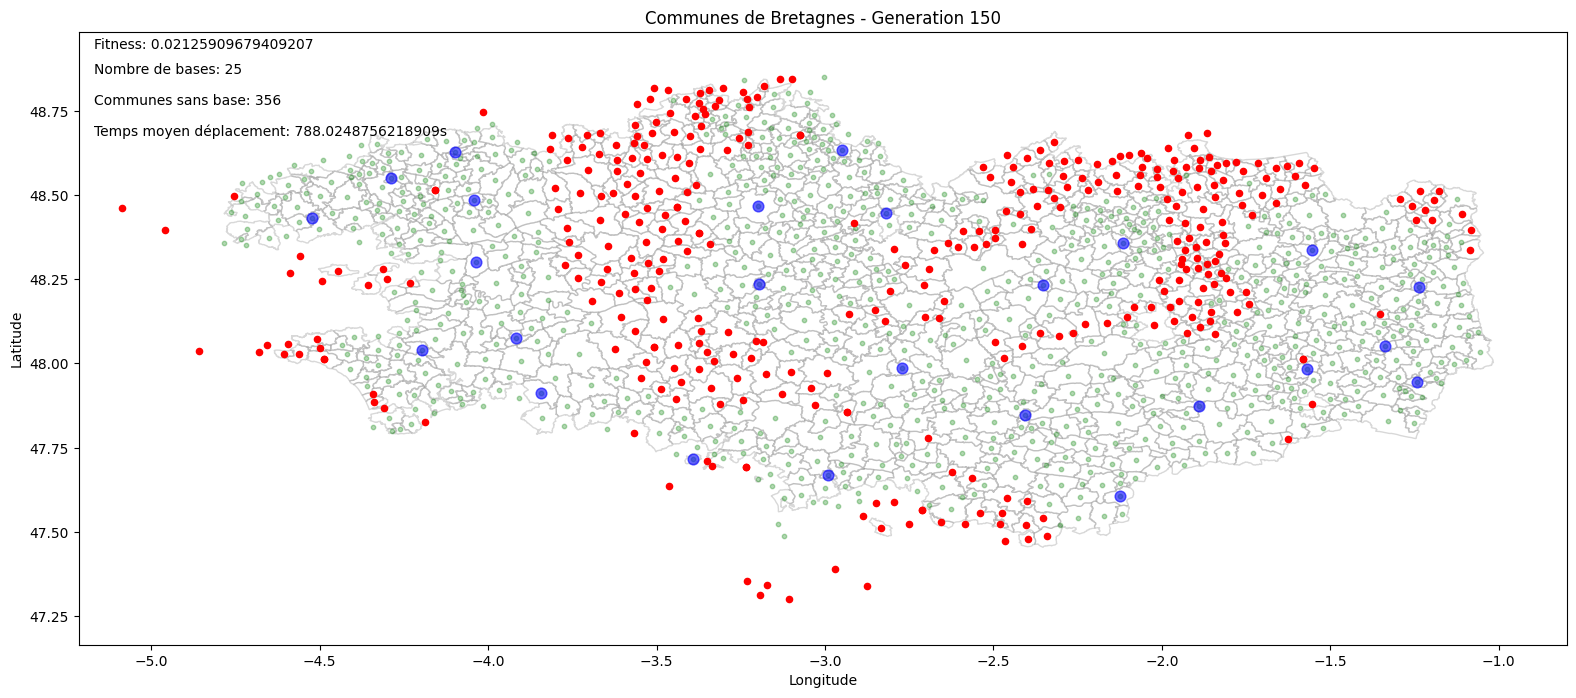 Communes de Bretagnes - Generation 150
Fitness: 0.02125909679409207
Nombre de bases: 25
Communes sans base: 356
Temps moyen déplacement: 788.0248756218909s
Latitude
48.75
48.50
48.25
48.00
47.75
47.50
47.25
−5.0
−4.5
−4.0
−3.5
−3.0
−2.5
−2.0
−1.5
−1.0
Longitude